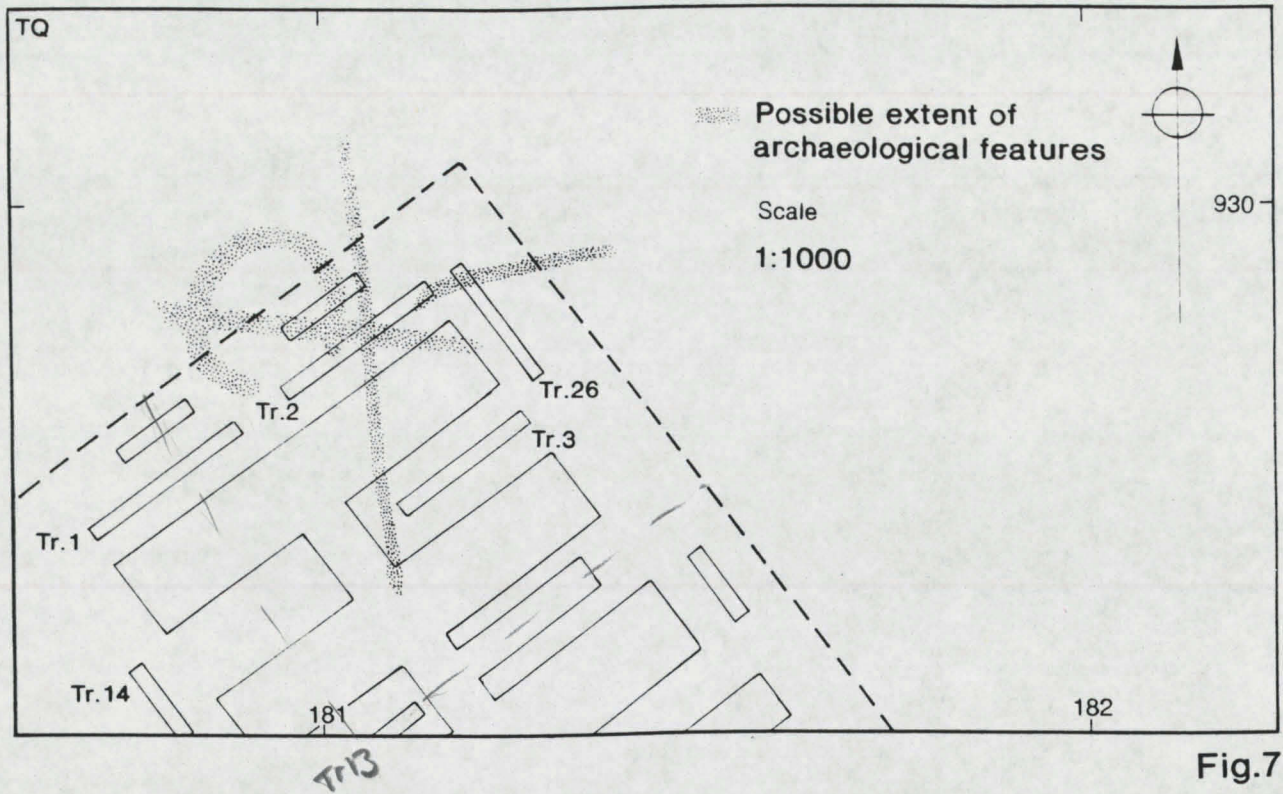 TQ
Possible extent of
archaeological features
Scale
1:1000
930
Tr.2
Tr.26
Tr.3
Tr.1
Tr.14
181
182
Tr13
Fig.7